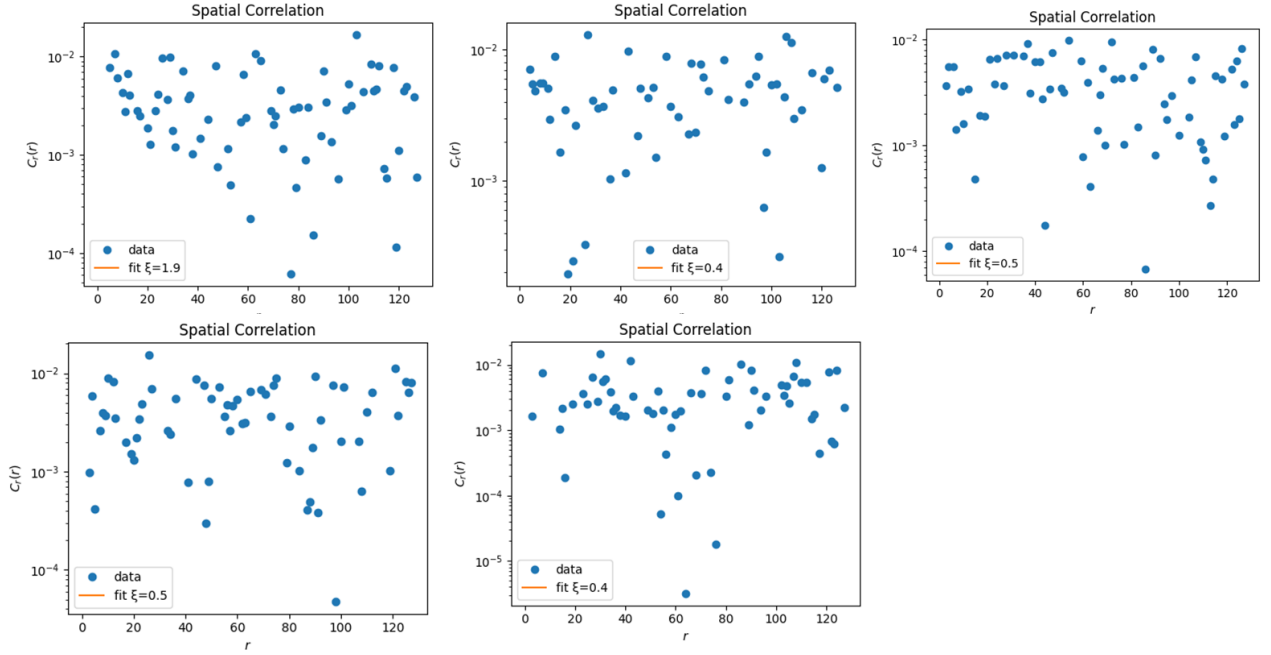 Spatial Correlation
Cᵣ(r)
10⁻²
10⁻³
10⁻⁴
data
fit ξ=1.9
0 20 40 60 80 100 120
Spatial Correlation
10⁻²
10⁻³
data
fit ξ=0.4
0 20 40 60 80 100 120
Spatial Correlation
Cᵣ(r)
10⁻²
10⁻³
10⁻⁴
data
fit ξ=0.5
0 20 40 60 80 100 120
r
Spatial Correlation
Cᵣ(r)
10⁻²
10⁻³
10⁻⁴
data
fit ξ=0.5
0 20 40 60 80 100 120
r
Spatial Correlation
Cᵣ(r)
10⁻²
10⁻³
10⁻⁴
10⁻⁵
data
fit ξ=0.4
0 20 40 60 80 100 120
r